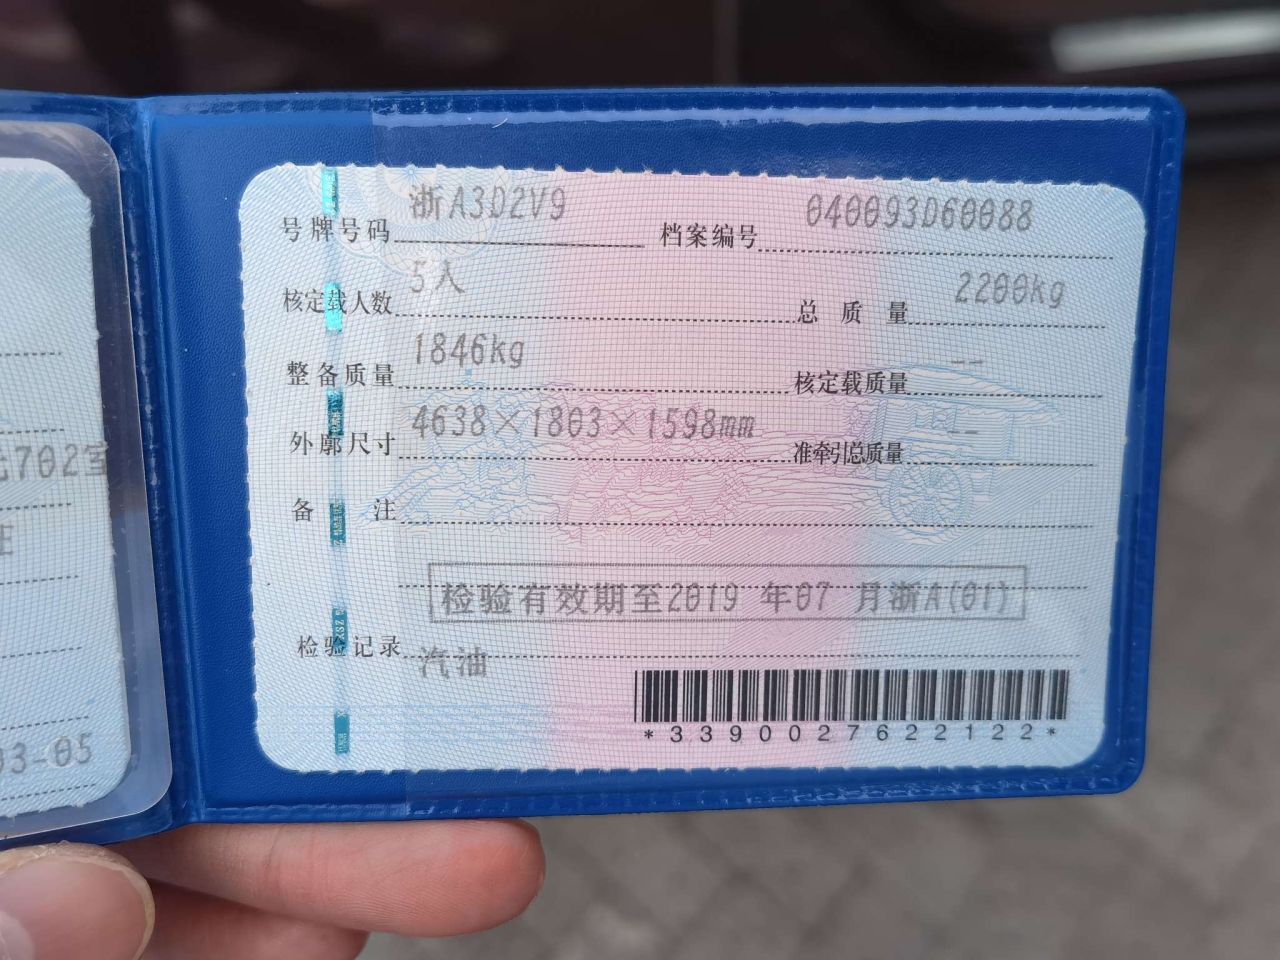 号牌号码 浙A3D2V9 档案编号 040093D60088
核定载人数 5人 总质量 2200kg
整备质量 1846kg 核定载质量 --
外廓尺寸 4638×1803×1598mm 准牵引总质量 --
备注
检验有效期至2019 年07 月浙A(01)
检验记录 汽油
*3390027622122*
702室
03-05